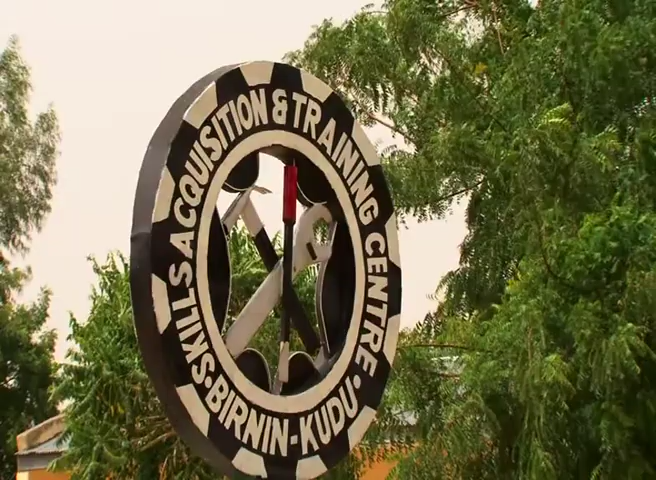 SKILLS ACQUISITION & TRAINING CENTRE
• BIRNIN-KUDU •